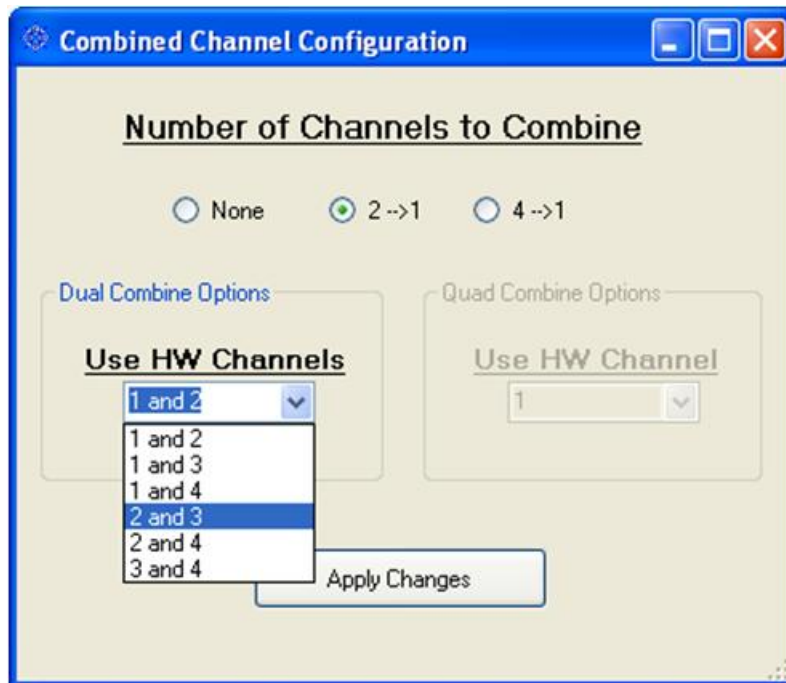 Combined Channel Configuration
Number of Channels to Combine
None 2 -->1 4 -->1
Dual Combine Options Quad Combine Options
Use HW Channels Use HW Channel
1 and 2 1
1 and 2
1 and 3
1 and 4
2 and 3
2 and 4
3 and 4
Apply Changes